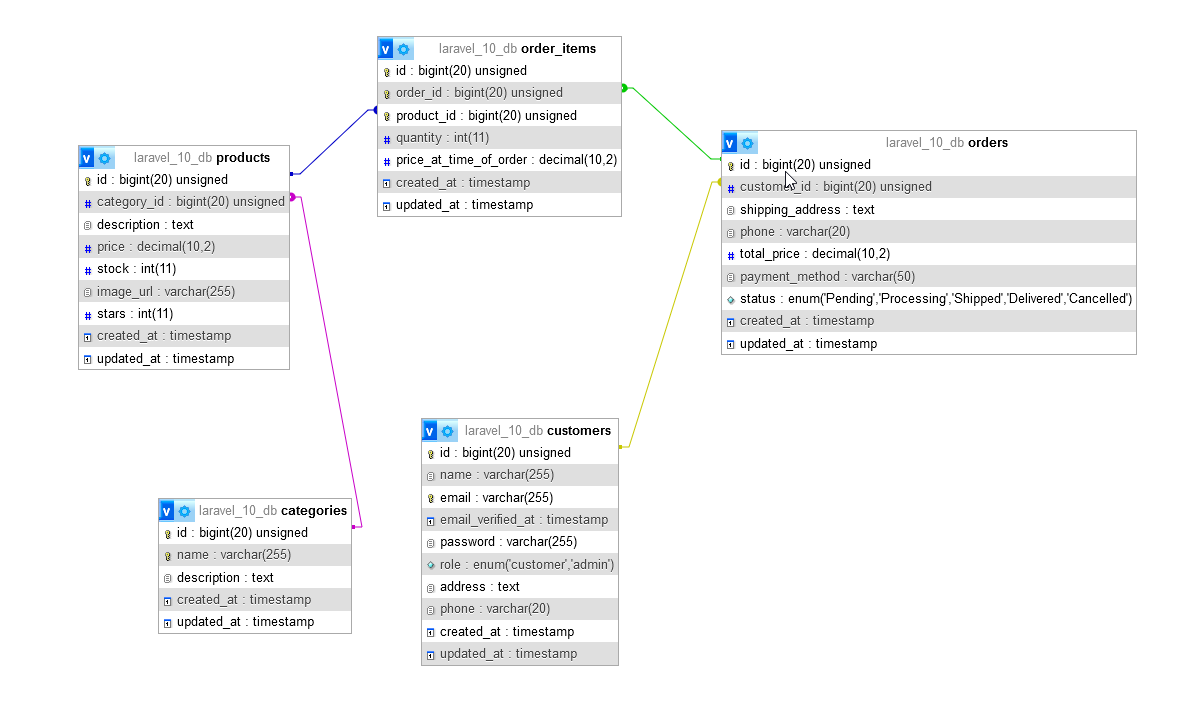 laravel_10_db order_items
id : bigint(20) unsigned
order_id : bigint(20) unsigned
product_id : bigint(20) unsigned
quantity : int(11)
price_at_time_of_order : decimal(10,2)
created_at : timestamp
updated_at : timestamp
laravel_10_db orders
id : bigint(20) unsigned
customer_id : bigint(20) unsigned
shipping_address : text
phone : varchar(20)
total_price : decimal(10,2)
payment_method : varchar(50)
status : enum('Pending','Processing','Shipped','Delivered','Cancelled')
created_at : timestamp
updated_at : timestamp
laravel_10_db products
id : bigint(20) unsigned
category_id : bigint(20) unsigned
description : text
price : decimal(10,2)
stock : int(11)
image_url : varchar(255)
stars : int(11)
created_at : timestamp
updated_at : timestamp
laravel_10_db customers
id : bigint(20) unsigned
name : varchar(255)
email : varchar(255)
email_verified_at : timestamp
password : varchar(255)
role : enum('customer','admin')
address : text
phone : varchar(20)
created_at : timestamp
updated_at : timestamp
laravel_10_db categories
id : bigint(20) unsigned
name : varchar(255)
description : text
created_at : timestamp
updated_at : timestamp